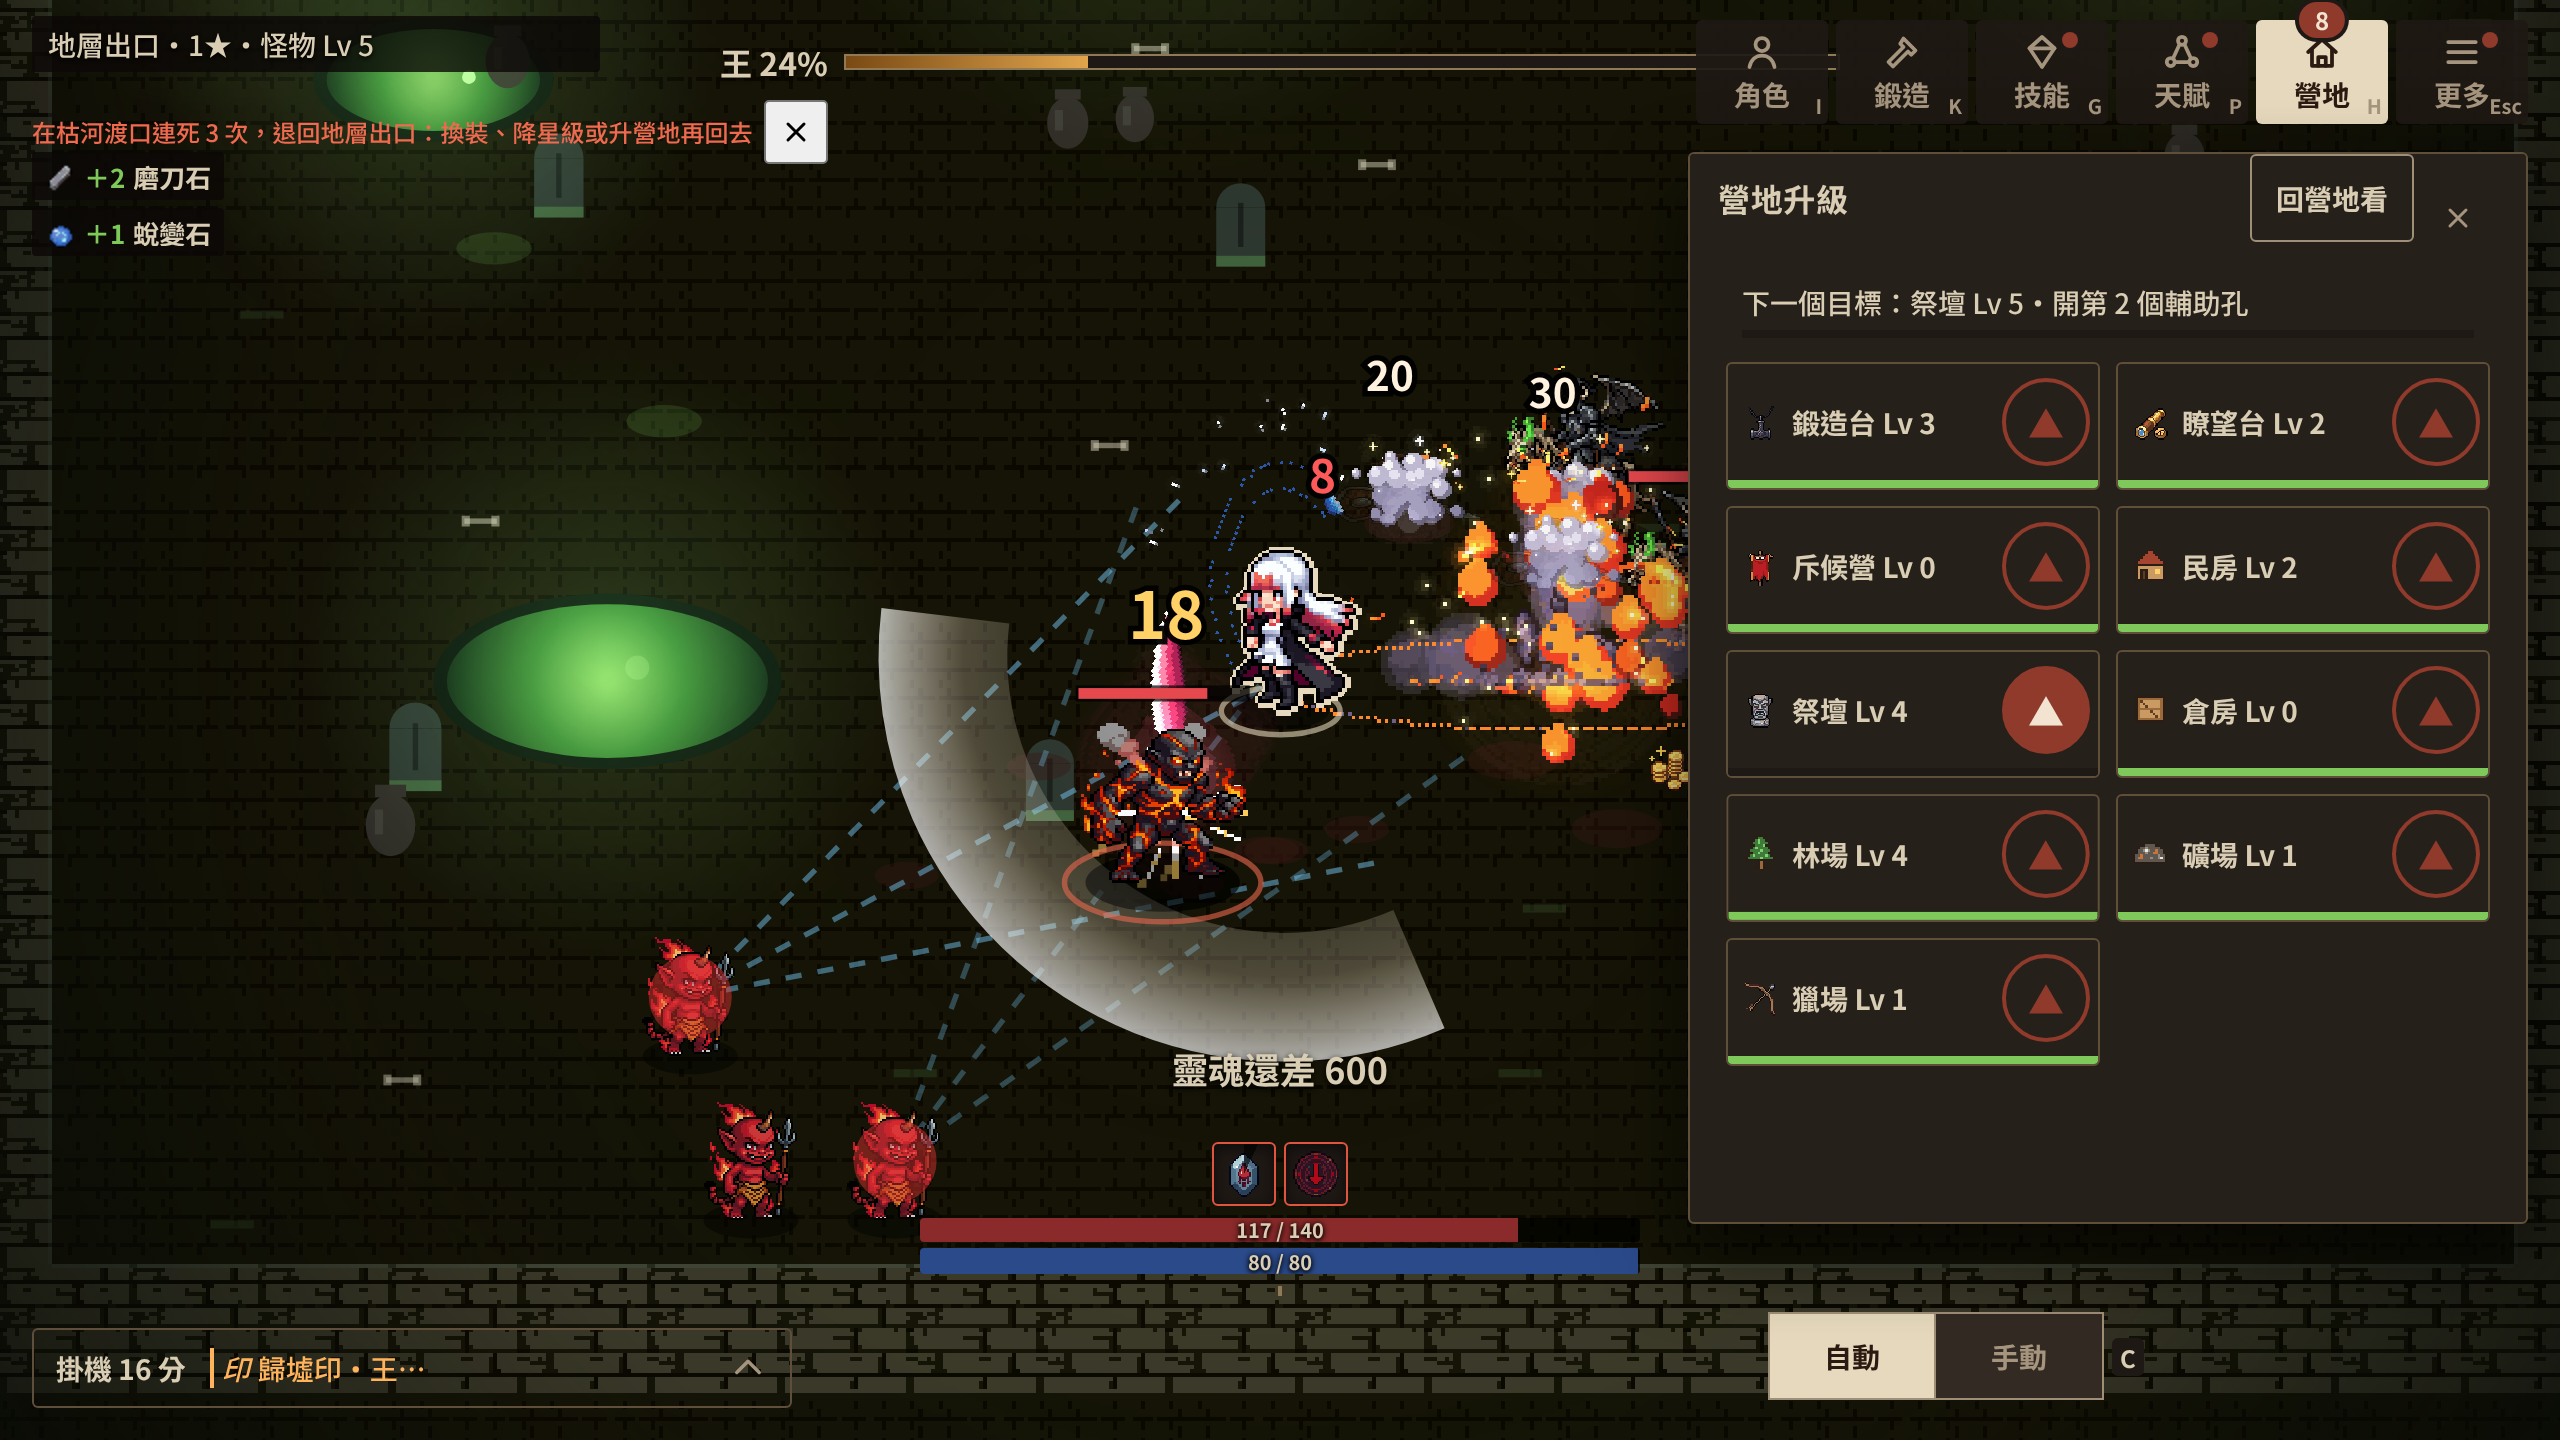 地層出口・1★・怪物 Lv 5
王 24%
在枯河渡口連死 3 次，退回地層出口：換裝、降星級或升營地再回去
+2 磨刀石
+1 蛻變石
角色 I
鍛造 K
技能 G
天賦 P
8
營地 H
更多 Esc
營地升級
回營地看
下一個目標：祭壇 Lv 5・開第 2 個輔助孔
鍛造台 Lv 3
瞭望台 Lv 2
斥候營 Lv 0
民房 Lv 2
祭壇 Lv 4
倉房 Lv 0
林場 Lv 4
礦場 Lv 1
獵場 Lv 1
20
30
8
18
靈魂還差 600
117 / 140
80 / 80
掛機 16 分
印 歸墟印・王…
自動
手動
C